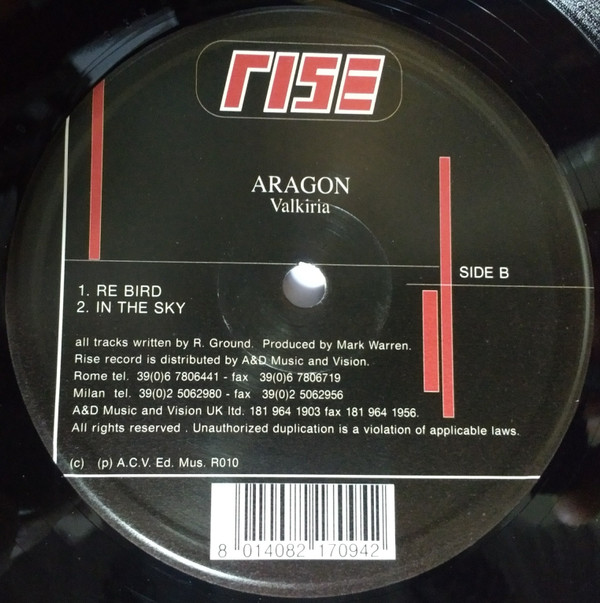 rise
ARAGON
Valkiria
SIDE B
1. RE BIRD
2. IN THE SKY
all tracks written by R. Ground. Produced by Mark Warren.
Rise record is distributed by A&D Music and Vision.
Rome tel. 39(0)6 7806441 - fax 39(0)6 7806719
Milan tel. 39(0)2 5062980 - fax 39(0)2 5062956
A&D Music and Vision UK ltd. 181 964 1903 fax 181 964 1956.
All rights reserved . Unauthorized duplication is a violation of applicable laws.
(c) (p) A.C.V. Ed. Mus. R010
8 014082 170942